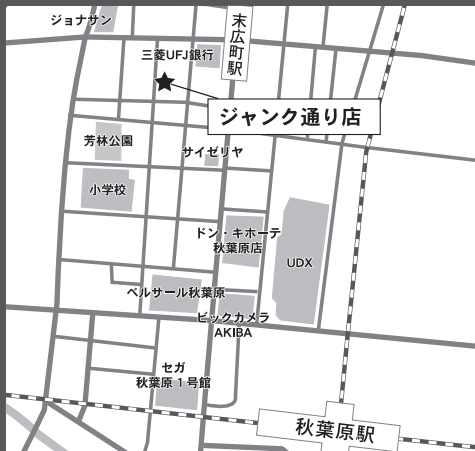 ジョナサン
末広町駅
三菱UFJ銀行
ジャンク通り店
芳林公園
サイゼリヤ
小学校
ドン・キホーテ
秋葉原店
UDX
ベルサール秋葉原
ビックカメラ
AKIBA
セガ
秋葉原1号館
秋葉原駅